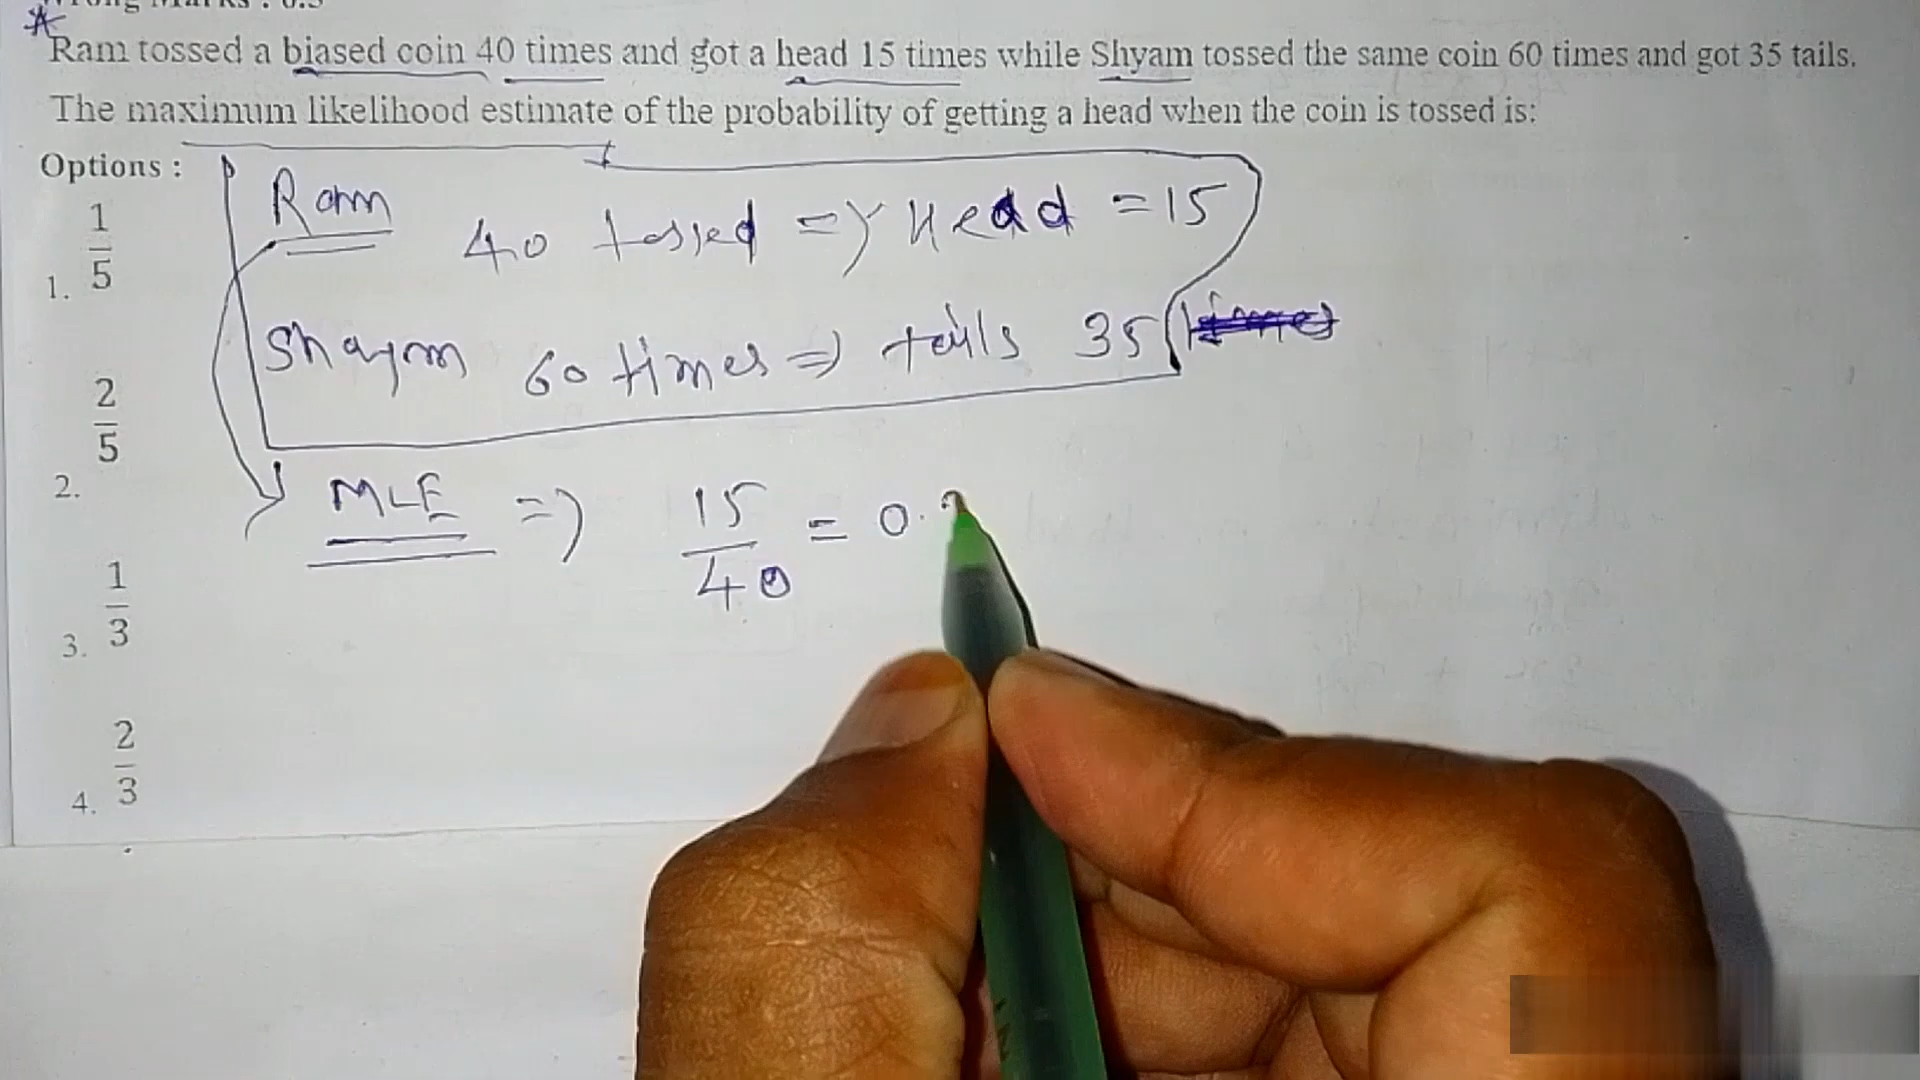 Ram tossed a biased coin 40 times and got a head 15 times while Shyam tossed the same coin 60 times and got 35 tails.
The maximum likelihood estimate of the probability of getting a head when the coin is tossed is:
Options :
1. 1/5
2. 2/5
3. 1/3
4. 2/3
Ram 40 tossed => Head = 15
Shaym 60 times => tails 35
MLE => 15/40 = 0.